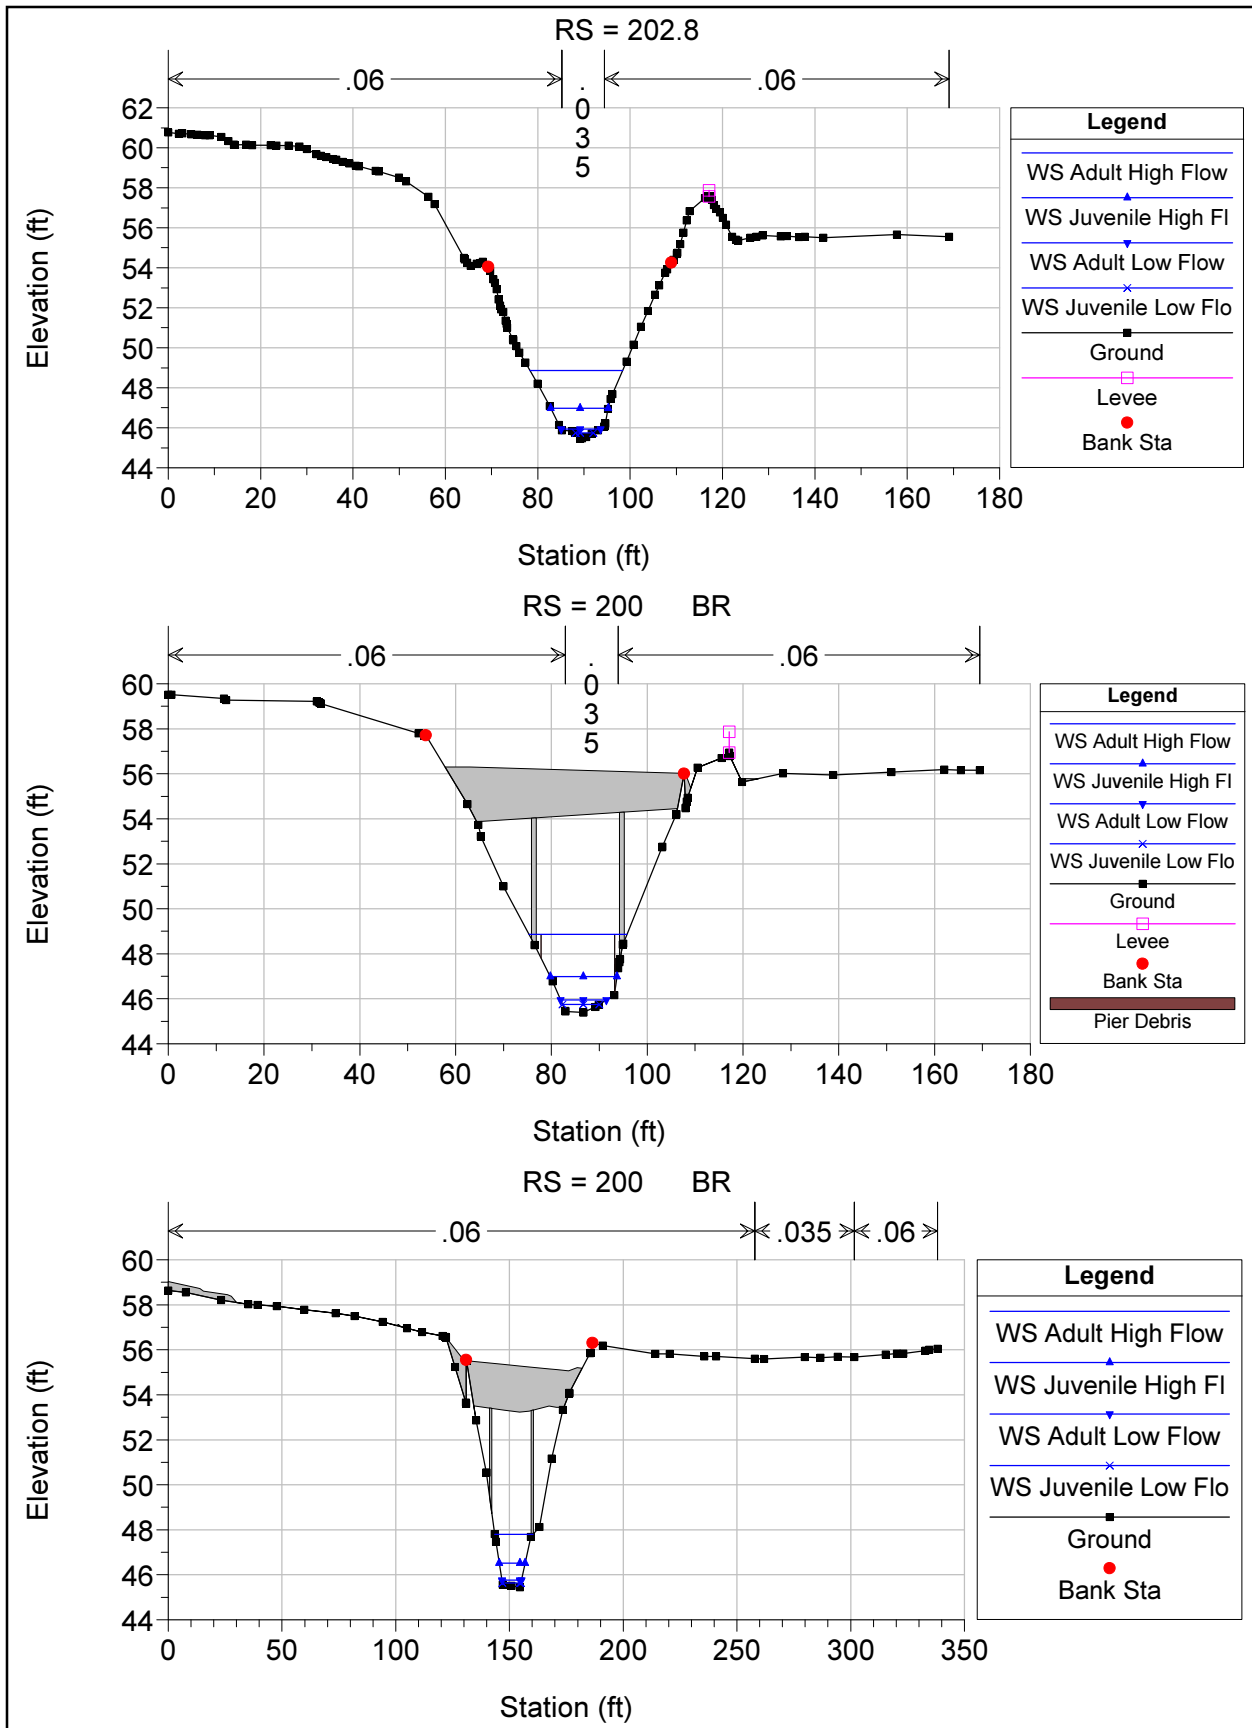 RS = 202.8
.06
.035
.06
62
60
58
56
54
52
50
48
46
44
0 20 40 60 80 100 120 140 160 180
Elevation (ft)
Station (ft)
Legend
WS Adult High Flow
WS Juvenile High Fl
WS Adult Low Flow
WS Juvenile Low Flo
Ground
Levee
Bank Sta
RS = 200 BR
.06
.035
.06
60
58
56
54
52
50
48
46
44
0 20 40 60 80 100 120 140 160 180
Elevation (ft)
Station (ft)
Legend
WS Adult High Flow
WS Juvenile High Fl
WS Adult Low Flow
WS Juvenile Low Flo
Ground
Levee
Bank Sta
Pier Debris
RS = 200 BR
.06 .035 .06
60
58
56
54
52
50
48
46
44
0 50 100 150 200 250 300 350
Elevation (ft)
Station (ft)
Legend
WS Adult High Flow
WS Juvenile High Fl
WS Adult Low Flow
WS Juvenile Low Flo
Ground
Bank Sta